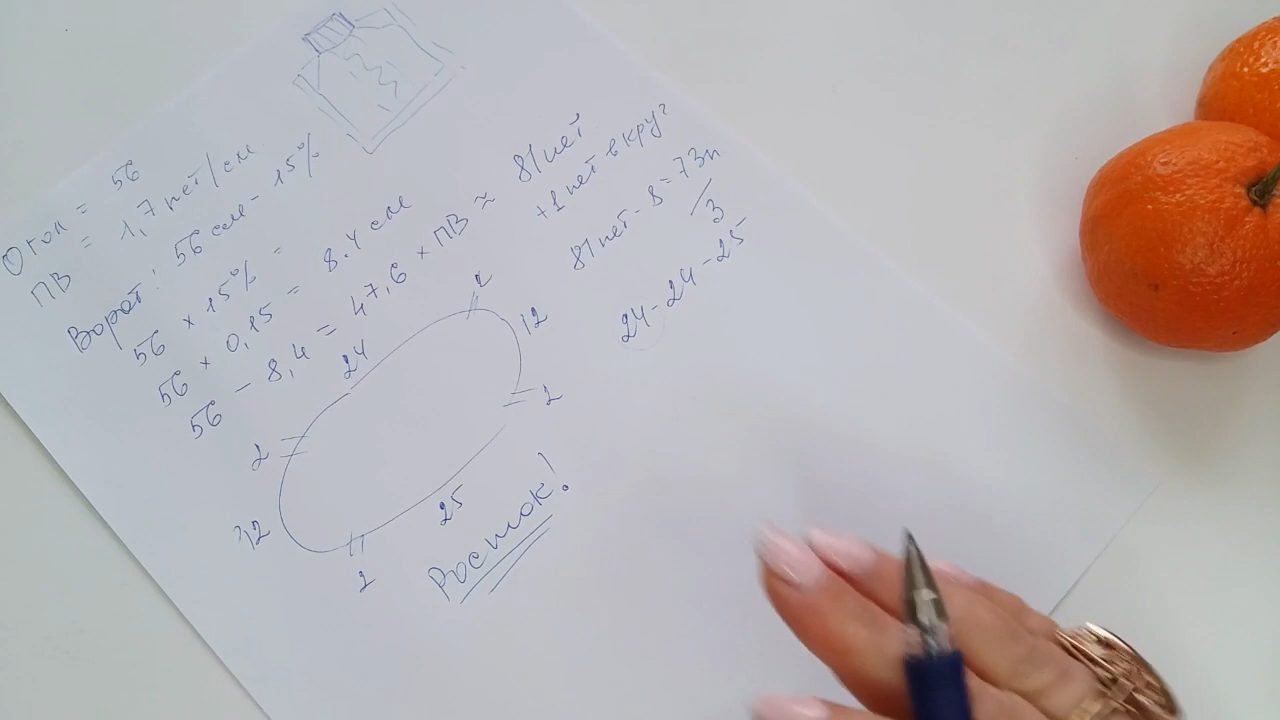 Огол = 56
ПВ = 1,7 пет/см
Ворот: 56 см - 15%
56 × 15% =
56 × 0,15 = 8.4 см
56 - 8,4 = 47,6 × ПВ ≈ 81 пет
+1 пет в круг
81 пет - 8 = 73 п
/3
24-24-25
24
2
12
2
2
12
2
25
Росток!